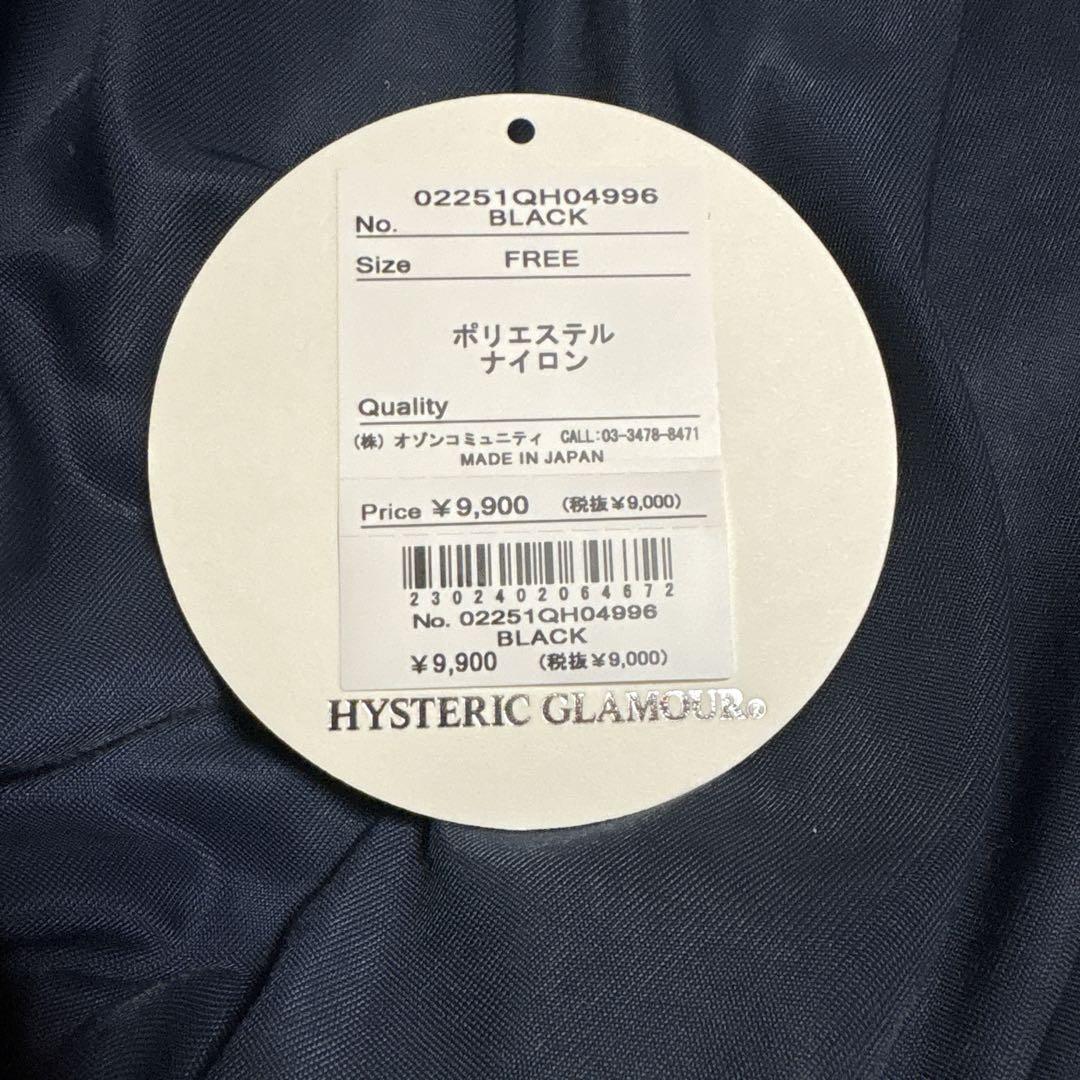 02251QH04996
No. BLACK
Size FREE
ポリエステル
ナイロン
Quality
(株) オゾンコミュニティ CALL:03-3478-8471
MADE IN JAPAN
Price ¥9,900 (税抜¥9,000)
2302402064672
No. 02251QH04996
BLACK
¥9,900 (税抜¥9,000)
HYSTERIC GLAMOUR®